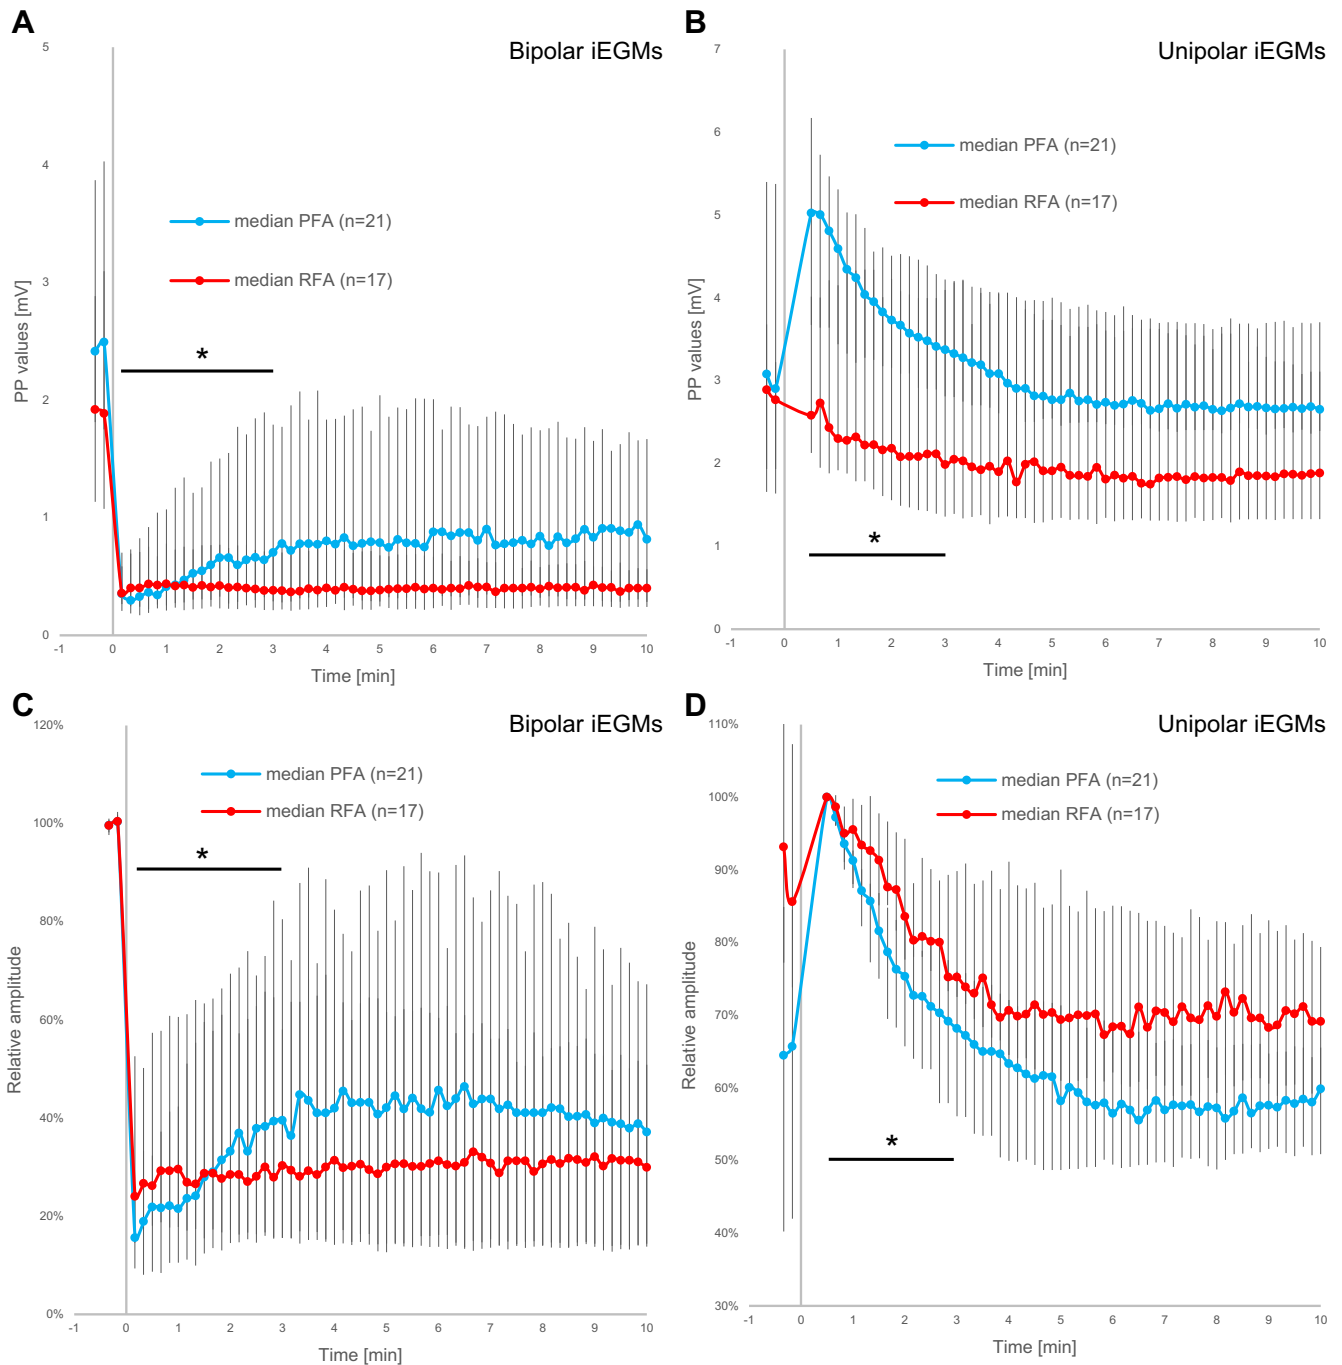 A
Bipolar iEGMs
5
4
3
2
1
0
PP values [mV]
median PFA (n=21)
median RFA (n=17)
*
-1 0 1 2 3 4 5 6 7 8 9 10
Time [min]
B
Unipolar iEGMs
7
6
5
4
3
2
1
0
PP values [mV]
median PFA (n=21)
median RFA (n=17)
*
-1 0 1 2 3 4 5 6 7 8 9 10
Time [min]
C
Bipolar iEGMs
120%
100%
80%
60%
40%
20%
0%
Relative amplitude
median PFA (n=21)
median RFA (n=17)
*
-1 0 1 2 3 4 5 6 7 8 9 10
Time [min]
D
Unipolar iEGMs
110%
100%
90%
80%
70%
60%
50%
40%
30%
Relative amplitude
median PFA (n=21)
median RFA (n=17)
*
-1 0 1 2 3 4 5 6 7 8 9 10
Time [min]